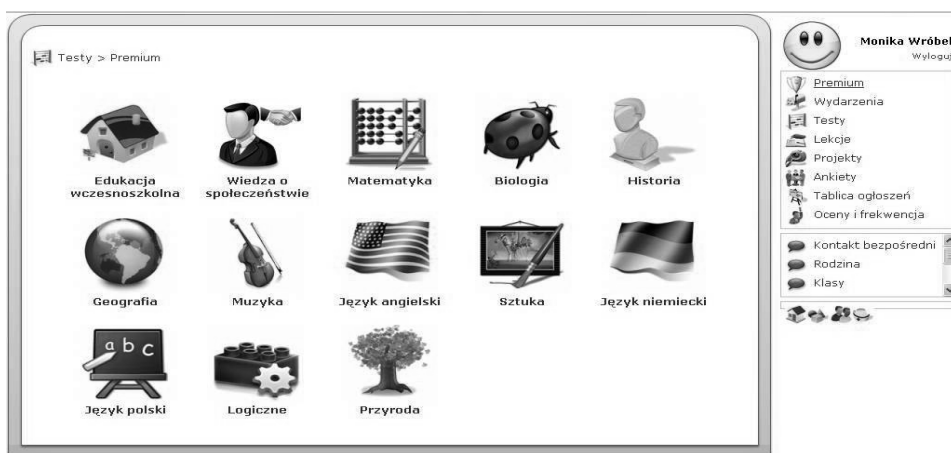 Testy > Premium
Edukacja
wczesnoszkolna
Wiedza o
społeczeństwie
Matematyka
Biologia
Historia
Geografia
Muzyka
Język angielski
Sztuka
Język niemiecki
a b c
Język polski
Logiczne
Przyroda
Monika Wróbel
Wyloguj
Premium
Wydarzenia
Testy
Lekcje
Projekty
Ankiety
Tablica ogłoszeń
Oceny i frekwencja
Kontakt bezpośredni
Rodzina
Klasy